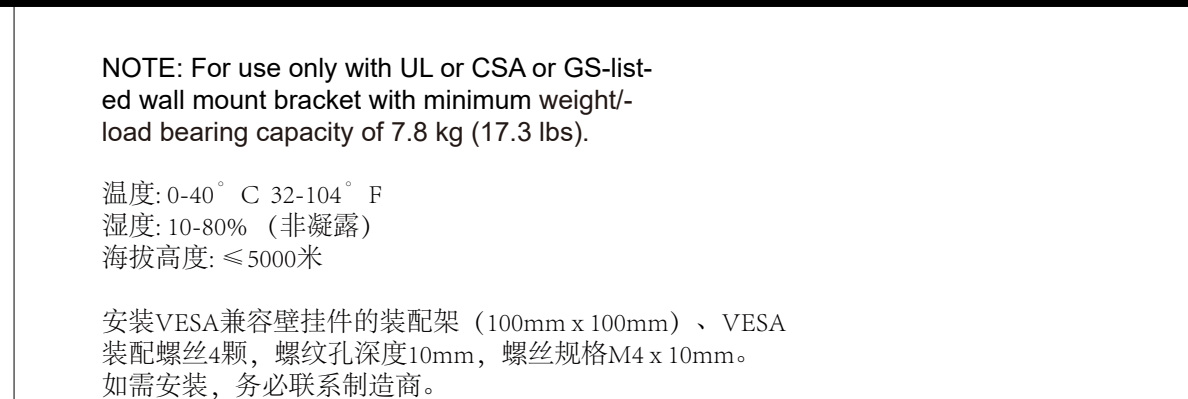 NOTE: For use only with UL or CSA or GS-list-
ed wall mount bracket with minimum weight/-
load bearing capacity of 7.8 kg (17.3 lbs).
温度: 0-40°C 32-104°F
湿度: 10-80% （非凝露）
海拔高度: ≤5000米
安装VESA兼容壁挂件的装配架（100mm x 100mm）、VESA
装配螺丝4颗，螺纹孔深度10mm，螺丝规格M4 x 10mm。
如需安装，务必联系制造商。